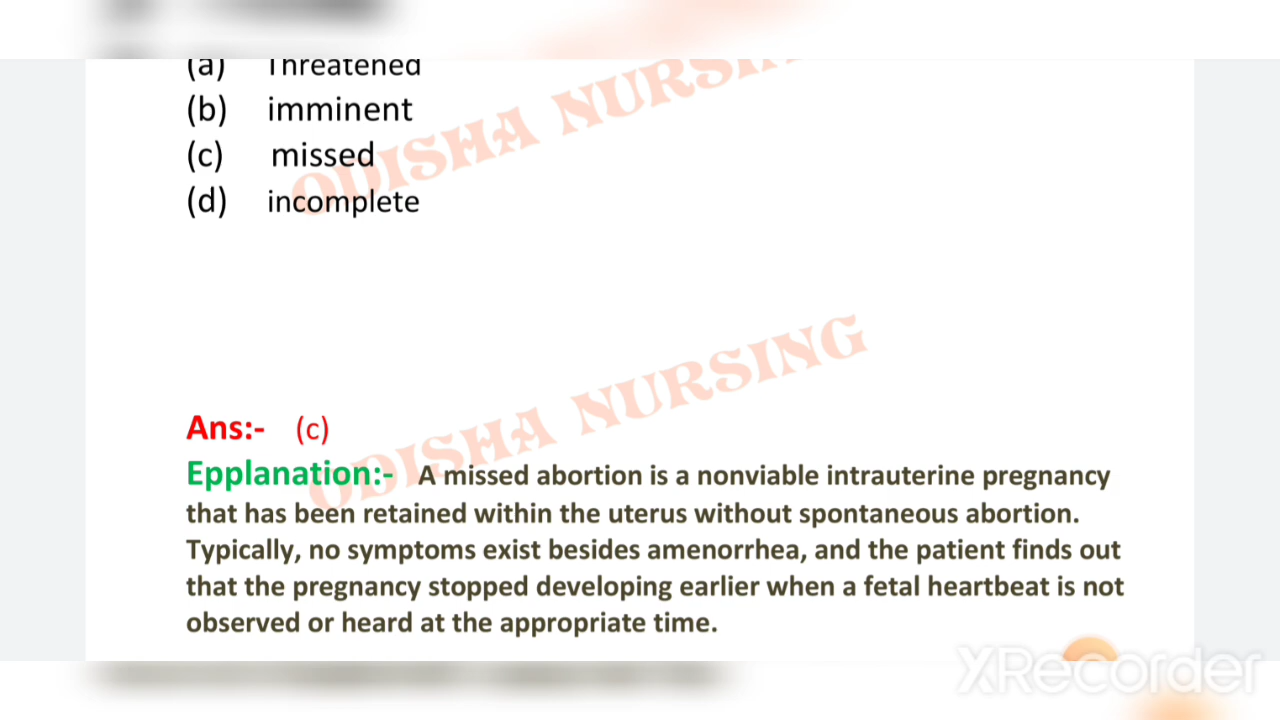 (a) Threatened
(b) imminent
(c) missed
(d) incomplete
ODISHA NURSING
ODISHA NURSING
Ans:- (c)
Epplanation:- A missed abortion is a nonviable intrauterine pregnancy
that has been retained within the uterus without spontaneous abortion.
Typically, no symptoms exist besides amenorrhea, and the patient finds out
that the pregnancy stopped developing earlier when a fetal heartbeat is not
observed or heard at the appropriate time.
XRecorder